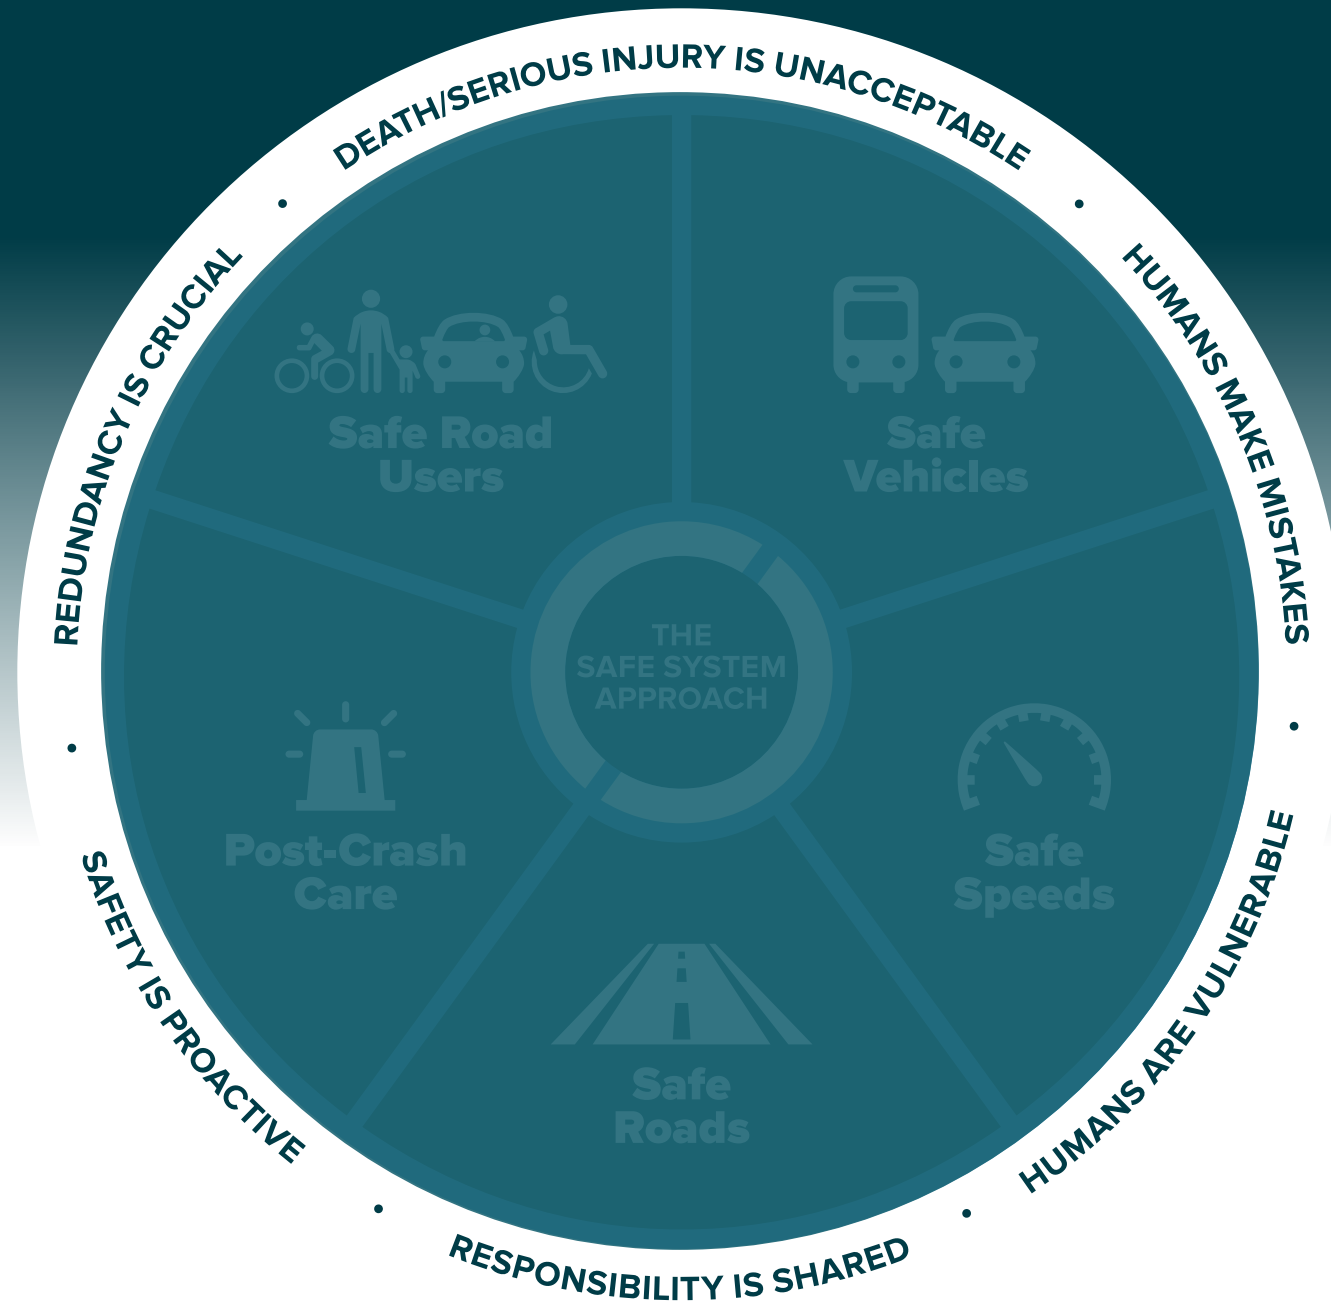 DEATH/SERIOUS INJURY IS UNACCEPTABLE
HUMANS MAKE MISTAKES
HUMANS ARE VULNERABLE
RESPONSIBILITY IS SHARED
SAFETY IS PROACTIVE
REDUNDANCY IS CRUCIAL
Safe Road
Users
Safe
Vehicles
Safe
Speeds
Safe
Roads
Post-Crash
Care
THE
SAFE SYSTEM
APPROACH